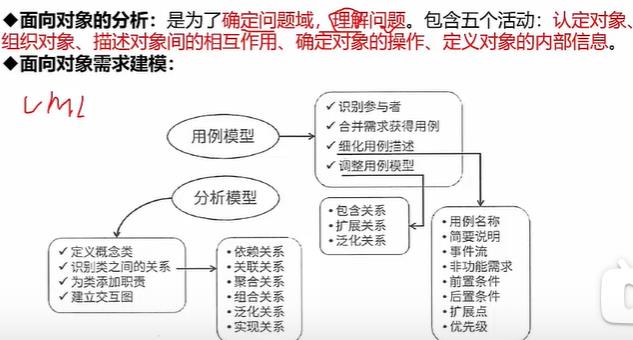 ◆面向对象的分析：是为了确定问题域，理解问题。包含五个活动：认定对象、
组织对象、描述对象间的相互作用、确定对象的操作、定义对象的内部信息。
◆面向对象需求建模：
UML
用例模型
✓识别参与者
✓合并需求获得用例
✓细化用例描述
✓调整用例模型
分析模型
•包含关系
•扩展关系
•泛化关系
•用例名称
•简要说明
•事件流
•非功能需求
•前置条件
•后置条件
•扩展点
•优先级
✓定义概念类
✓识别类之间的关系
✓为类添加职责
✓建立交互图
•依赖关系
•关联关系
•聚合关系
•组合关系
•泛化关系
•实现关系